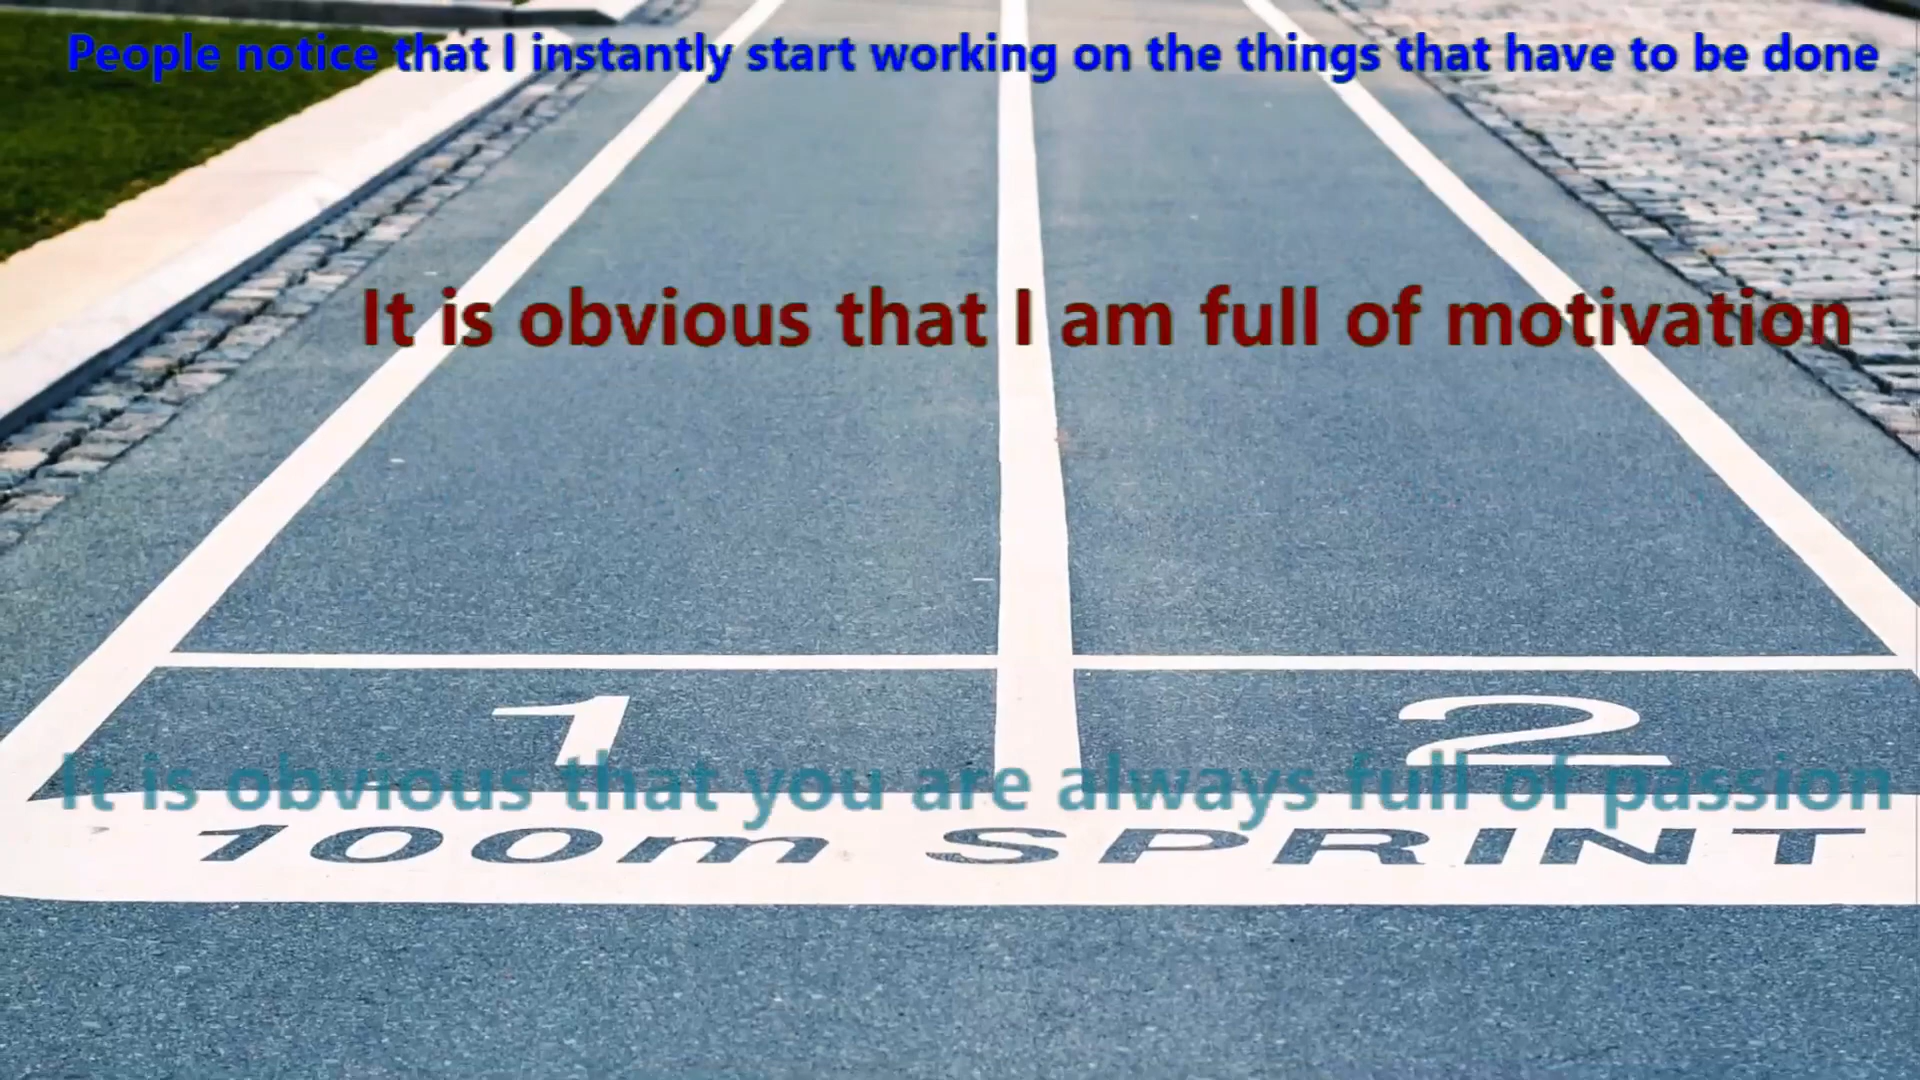 People notice that I instantly start working on the things that have to be done
It is obvious that I am full of motivation
1 2
It is obvious that you are always full of passion
100m SPRINT